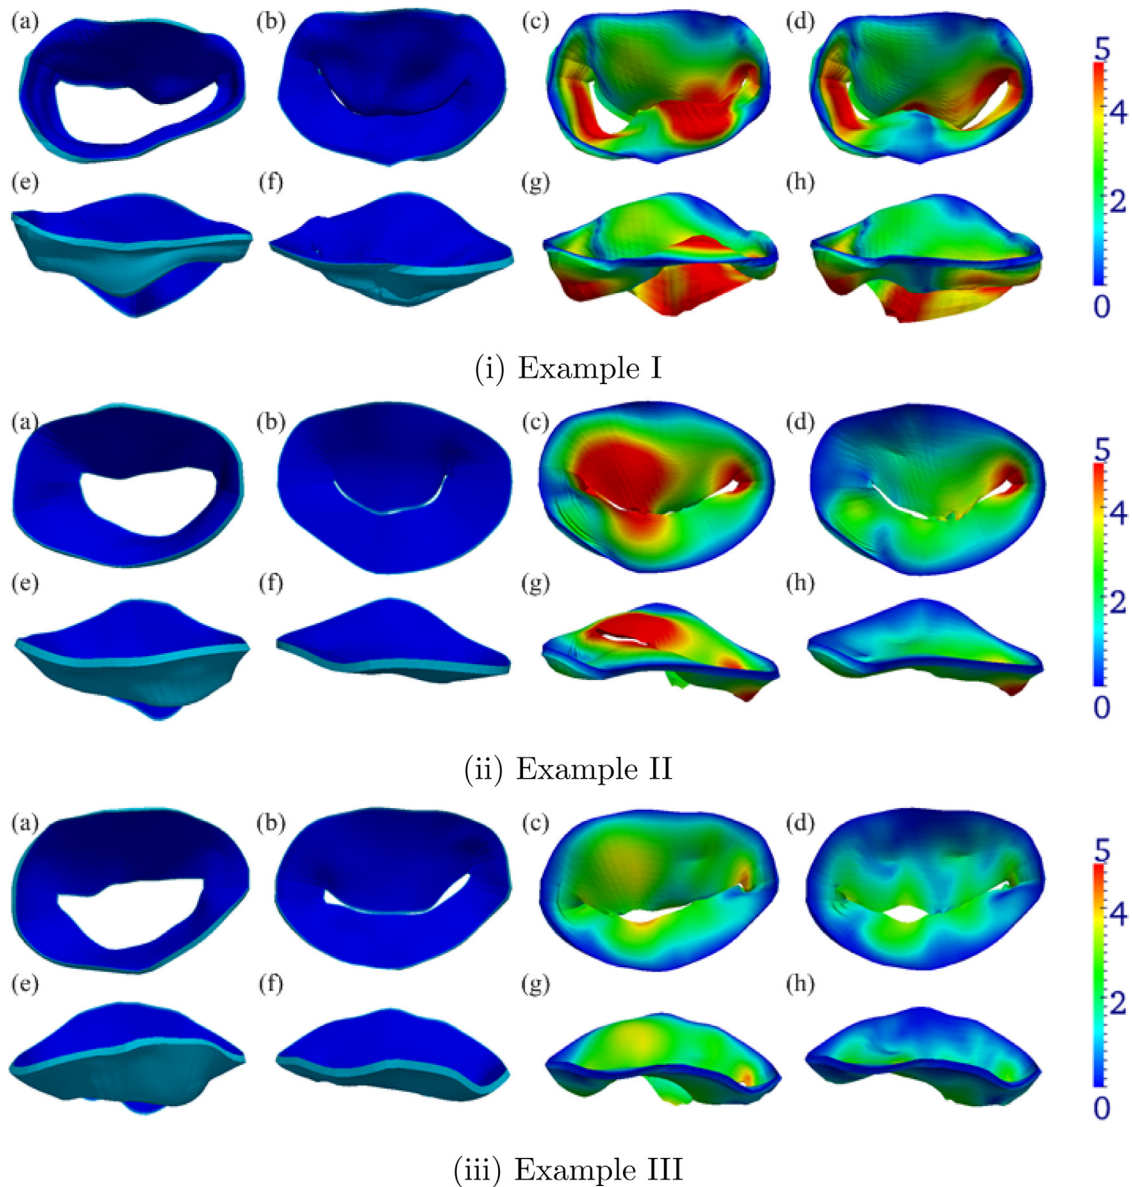 (a) (b) (c) (d) 5
4
(e) (f) (g) (h) 2
0
(i) Example I
(a) (b) (c) (d) 5
4
(e) (f) (g) (h) 2
0
(ii) Example II
(a) (b) (c) (d) 5
4
(e) (f) (g) (h) 2
0
(iii) Example III